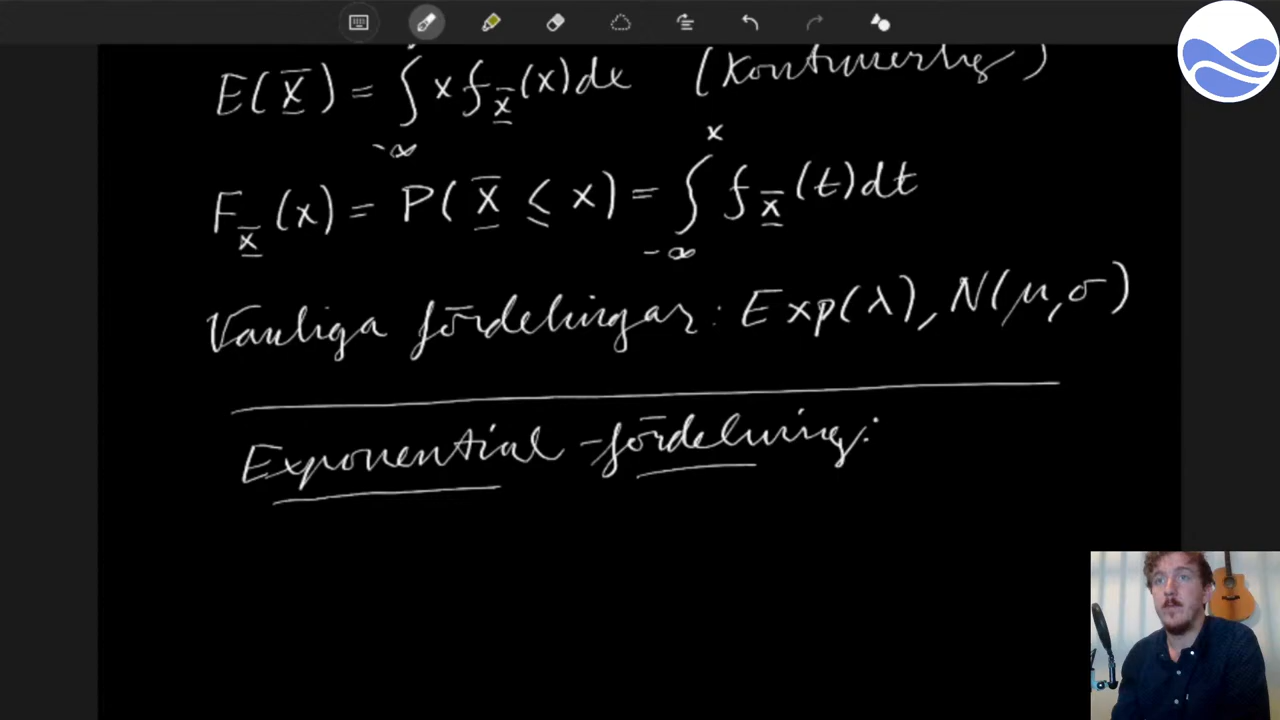 E(X) = ∫_{-∞} x f_X(x)dx (kontinuerlig)
F_X(x) = P(X ≤ x) = ∫_{-∞}^{x} f_X(t)dt
Vanliga fördelningar: Exp(λ), N(μ,σ)
Exponential-fördelning: